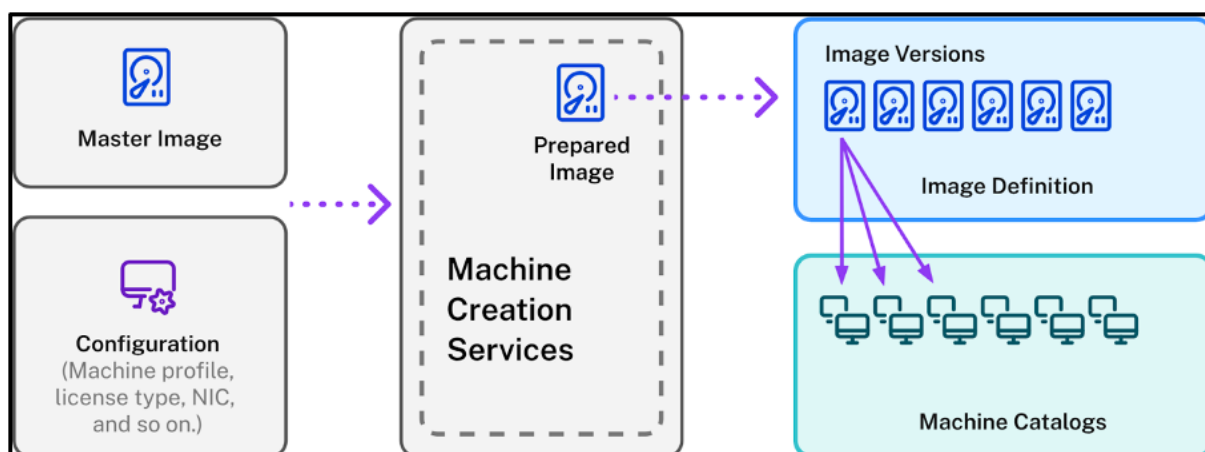 Master Image
Configuration
(Machine profile,
license type, NIC,
and so on.)
Prepared
Image
Machine
Creation
Services
Image Versions
Image Definition
Machine Catalogs